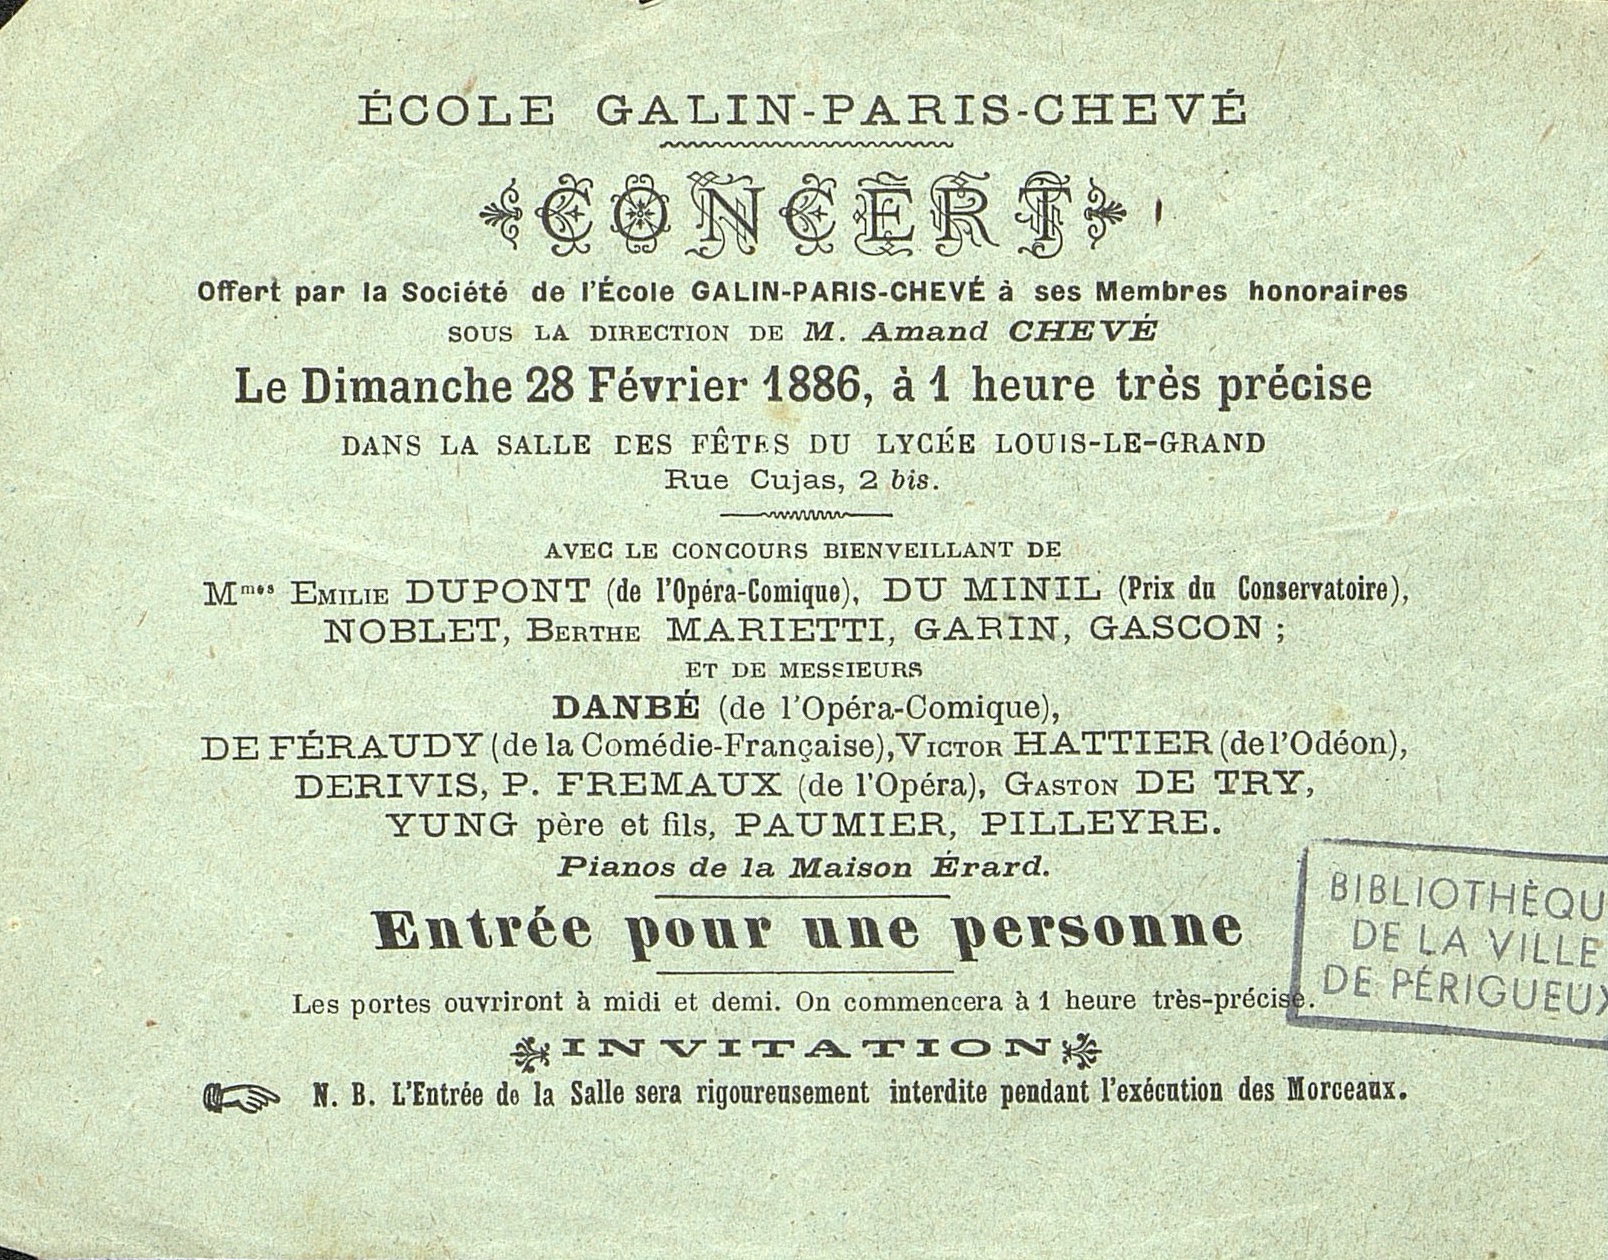 ÉCOLE GALIN-PARIS-CHEVÉ
CONCERT
Offert par la Société de l'École GALIN-PARIS-CHEVÉ à ses Membres honoraires
SOUS LA DIRECTION DE M. Amand CHEVÉ
Le Dimanche 28 Février 1886, à 1 heure très précise
DANS LA SALLE DES FÊTES DU LYCÉE LOUIS-LE-GRAND
Rue Cujas, 2 bis.
AVEC LE CONCOURS BIENVEILLANT DE
Mmes EMILIE DUPONT (de l'Opéra-Comique), DU MINIL (Prix du Conservatoire),
NOBLET, BERTHE MARIETTI, GARIN, GASCON ;
ET DE MESSIEURS
DANBÉ (de l'Opéra-Comique),
DE FÉRAUDY (de la Comédie-Française), VICTOR HATTIER (de l'Odéon),
DERIVIS, P. FREMAUX (de l'Opéra), GASTON DE TRY,
YUNG père et fils, PAUMIER, PILLEYRE.
Pianos de la Maison Érard.
Entrée pour une personne
Les portes ouvriront à midi et demi. On commencera à 1 heure très-précise.
INVITATION
N. B. L'Entrée de la Salle sera rigoureusement interdite pendant l'exécution des Morceaux.
BIBLIOTHÈQU
DE LA VILLE
DE PÉRIGUEUX